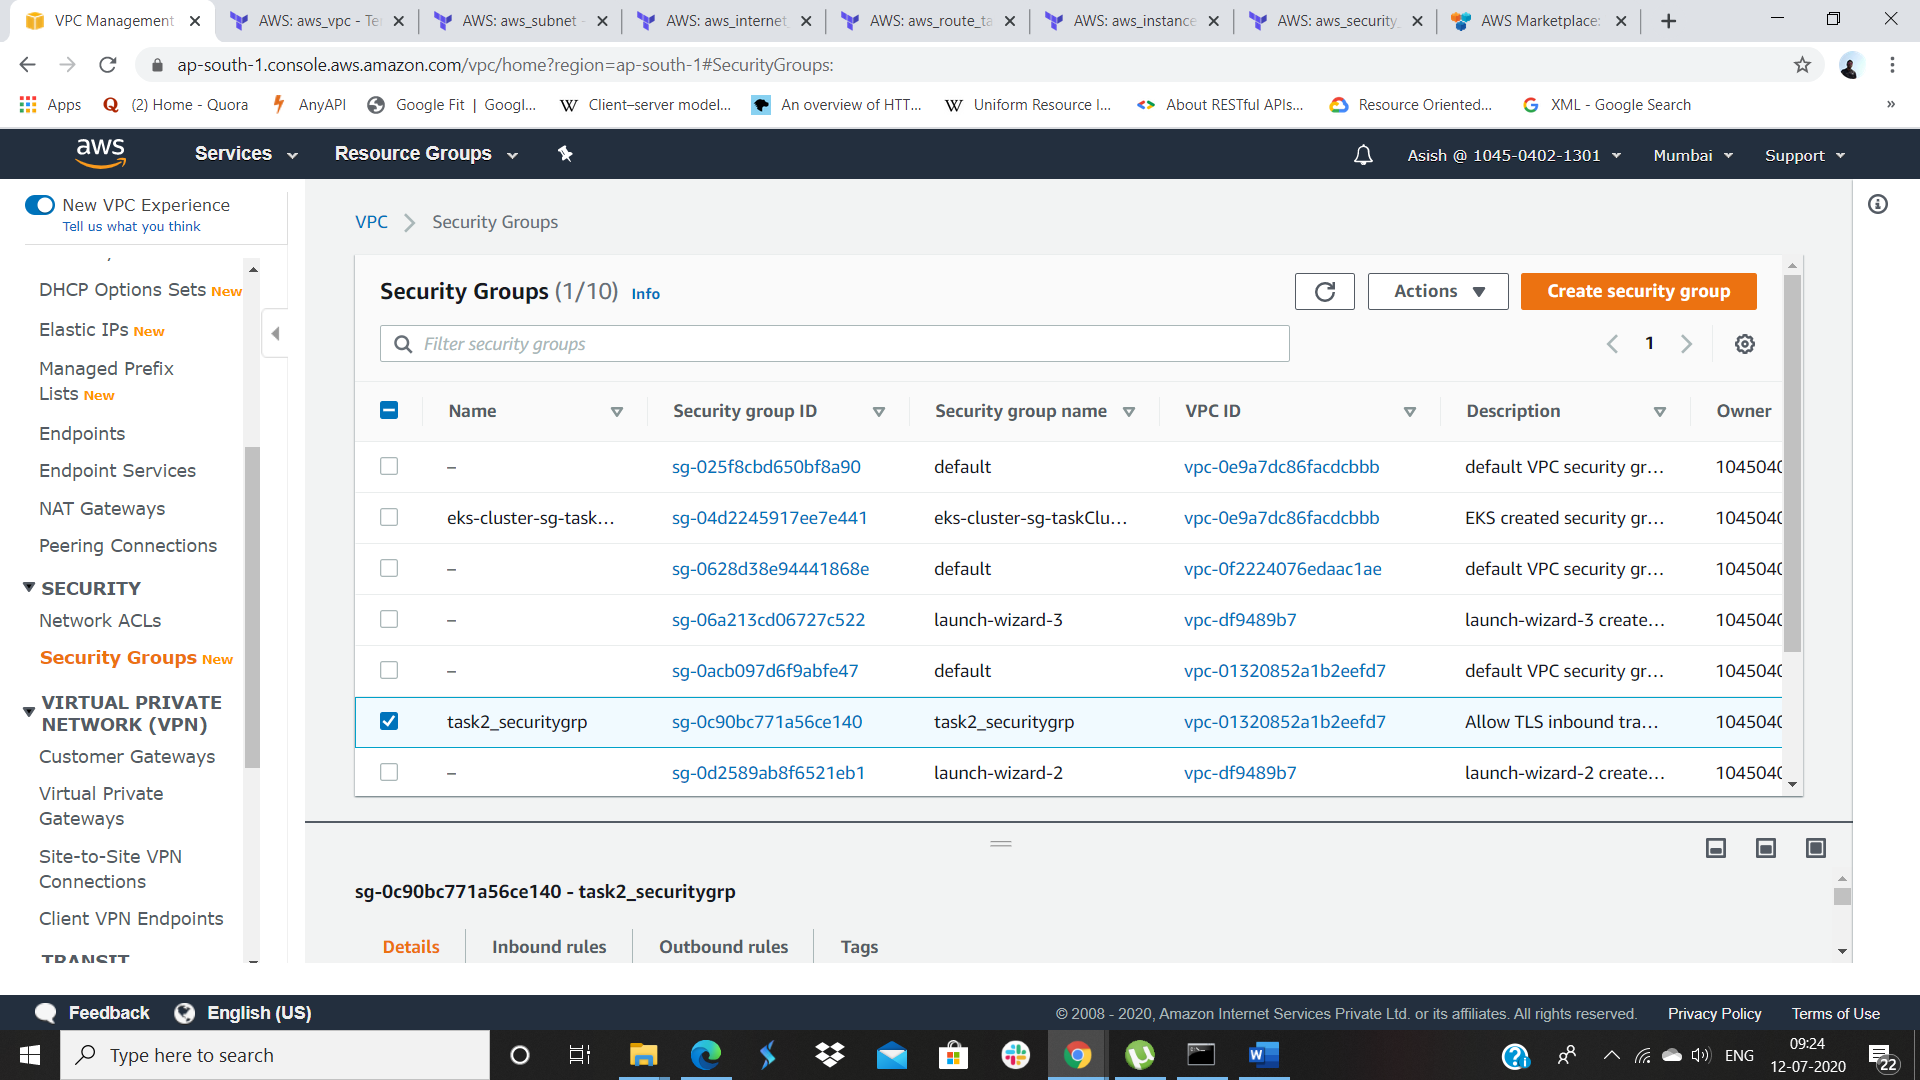 VPC Management
AWS: aws_vpc - Te
AWS: aws_subnet -
AWS: aws_internet_
AWS: aws_route_ta
AWS: aws_instance
AWS: aws_security_
AWS Marketplace:
ap-south-1.console.aws.amazon.com/vpc/home?region=ap-south-1#SecurityGroups:
Apps
(2) Home - Quora
AnyAPI
Google Fit | Googl...
Client–server model...
An overview of HTT...
Uniform Resource I...
About RESTful APIs...
Resource Oriented...
XML - Google Search
»
aws
Services
Resource Groups
Asish @ 1045-0402-1301
Mumbai
Support
New VPC Experience
Tell us what you think
DHCP Options Sets New
Elastic IPs New
Managed Prefix
Lists New
Endpoints
Endpoint Services
NAT Gateways
Peering Connections
SECURITY
Network ACLs
Security Groups New
VIRTUAL PRIVATE
NETWORK (VPN)
Customer Gateways
Virtual Private
Gateways
Site-to-Site VPN
Connections
Client VPN Endpoints
TRANSIT
VPC > Security Groups
Security Groups (1/10) Info
Actions
Create security group
Filter security groups
1
Name Security group ID Security group name VPC ID Description Owner
– sg-025f8cbd650bf8a90 default vpc-0e9a7dc86facdcbbb default VPC security gr... 104504
eks-cluster-sg-task... sg-04d2245917ee7e441 eks-cluster-sg-taskClu... vpc-0e9a7dc86facdcbbb EKS created security gr... 104504
– sg-0628d38e94441868e default vpc-0f2224076edaac1ae default VPC security gr... 104504
– sg-06a213cd06727c522 launch-wizard-3 vpc-df9489b7 launch-wizard-3 create... 104504
– sg-0acb097d6f9abfe47 default vpc-01320852a1b2eefd7 default VPC security gr... 104504
task2_securitygrp sg-0c90bc771a56ce140 task2_securitygrp vpc-01320852a1b2eefd7 Allow TLS inbound tra... 104504
– sg-0d2589ab8f6521eb1 launch-wizard-2 vpc-df9489b7 launch-wizard-2 create... 104504
sg-0c90bc771a56ce140 - task2_securitygrp
Details
Inbound rules
Outbound rules
Tags
Feedback
English (US)
© 2008 - 2020, Amazon Internet Services Private Ltd. or its affiliates. All rights reserved.
Privacy Policy
Terms of Use
Type here to search
ENG
09:24
12-07-2020
22